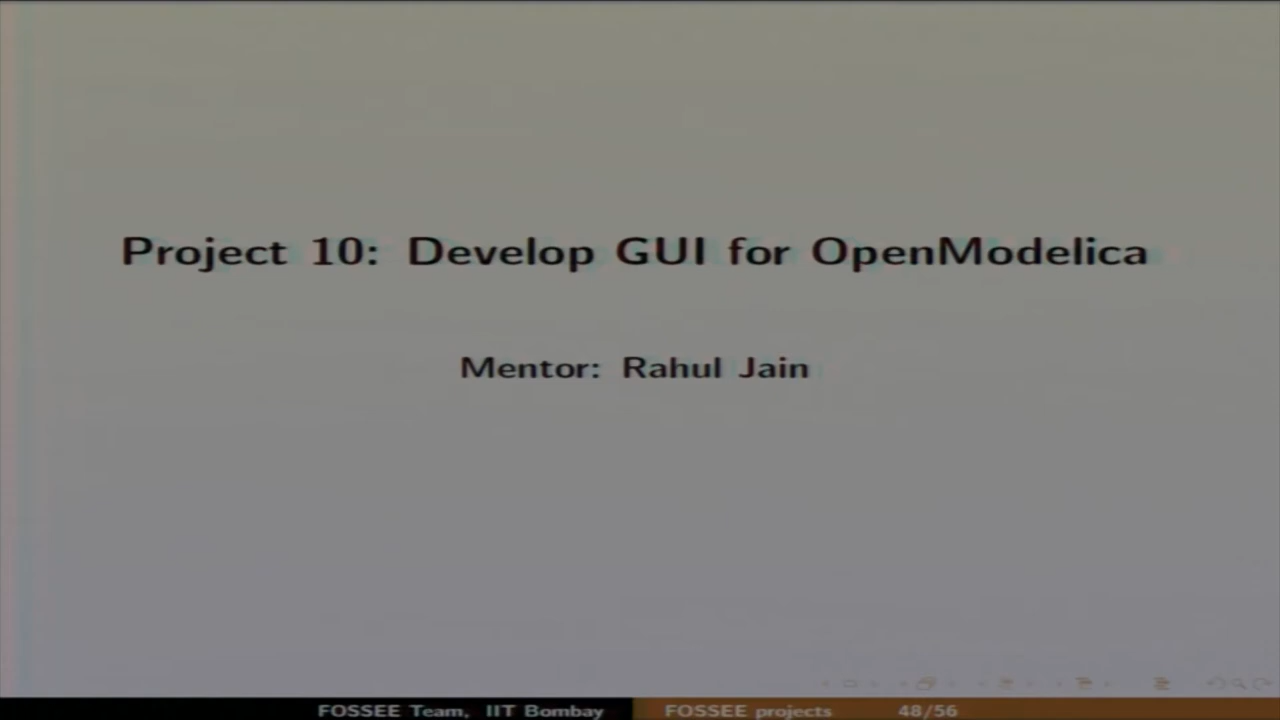 Project 10: Develop GUI for OpenModelica
Mentor: Rahul Jain
FOSSEE Team, IIT Bombay FOSSEE projects 48/56